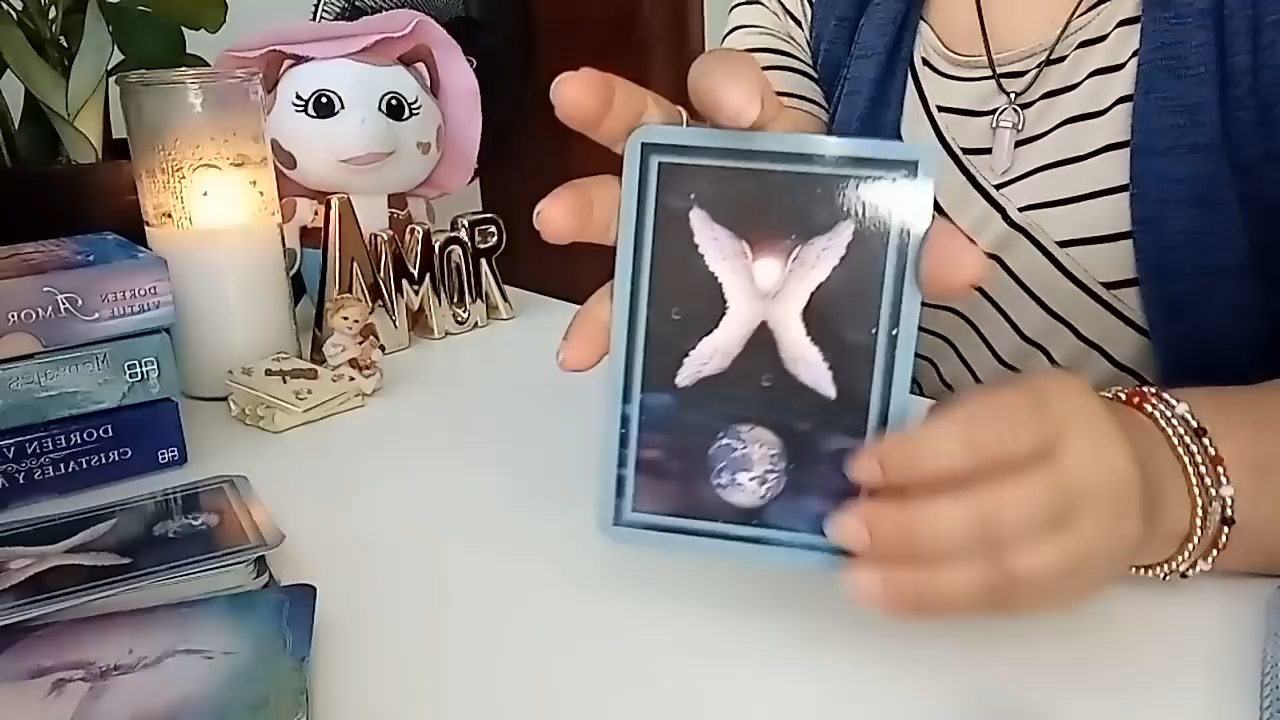 AMOR
DOREEN
VIRTUE
AMOR
Mensajes
DOREEN V
CRISTALES Y A